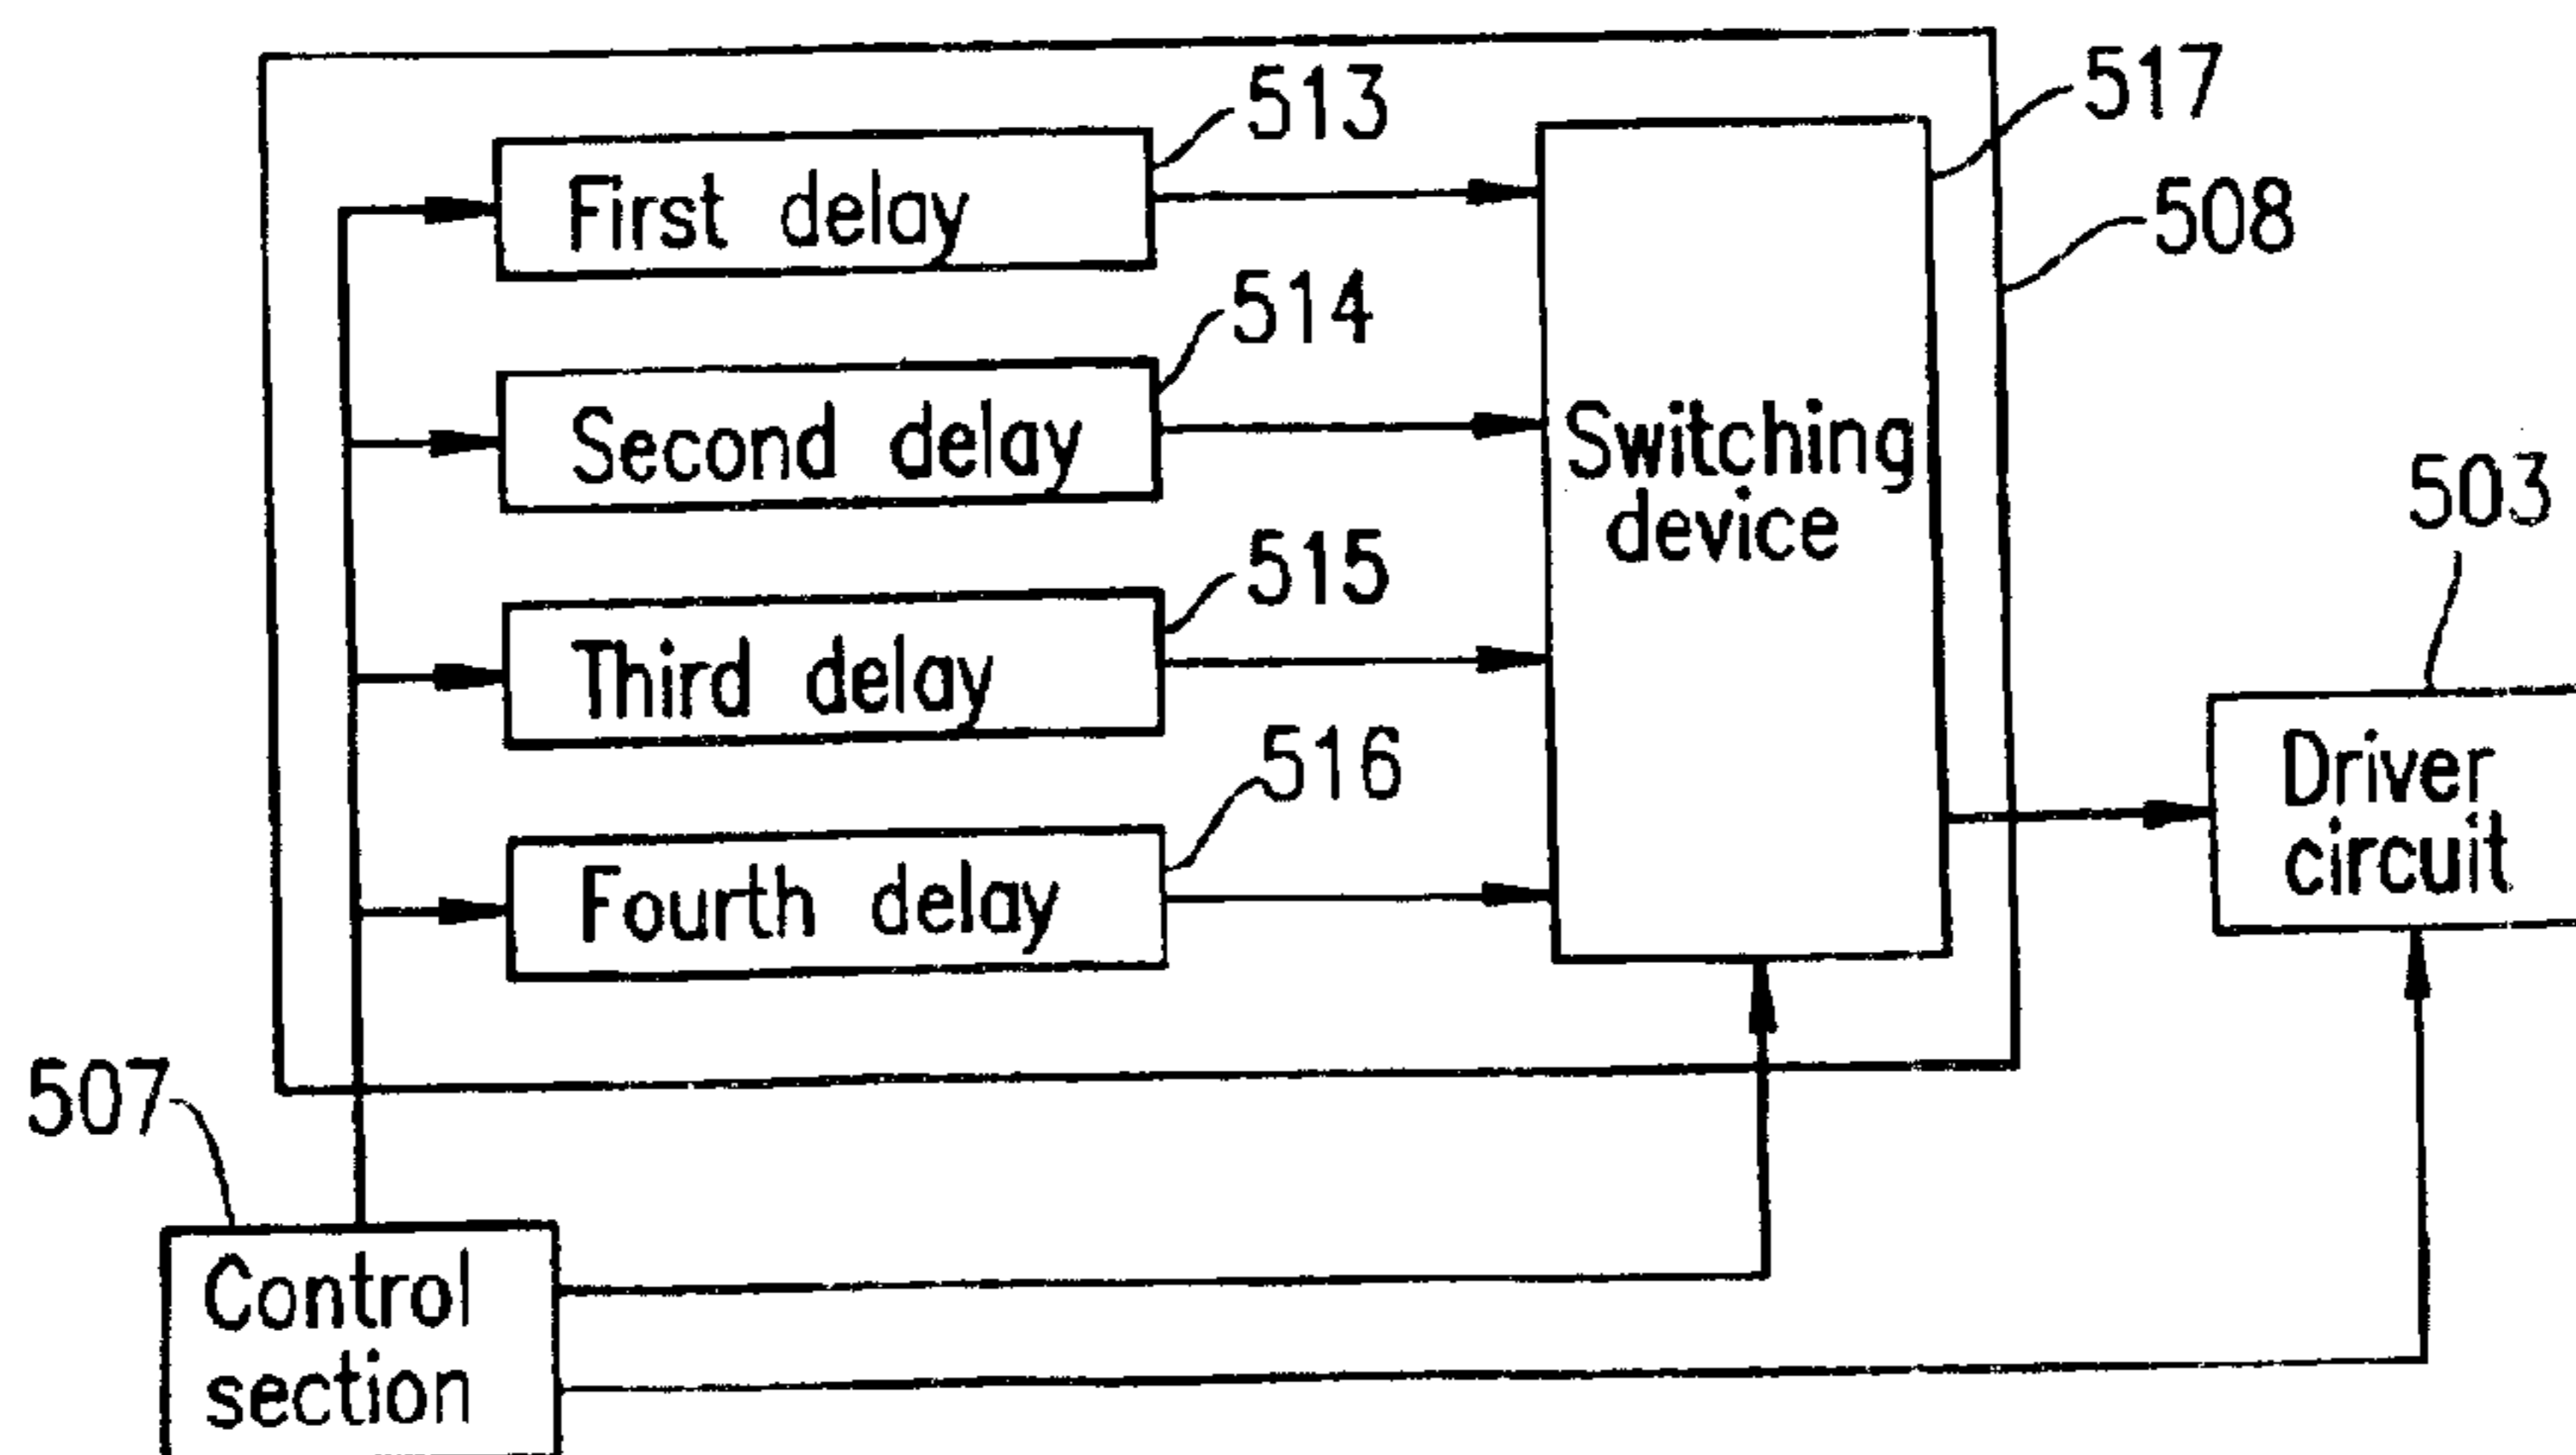 513
517
First delay
508
514
Second delay
Switching
device
503
515
Third delay
516
Driver
circuit
Fourth delay
507
Control
section